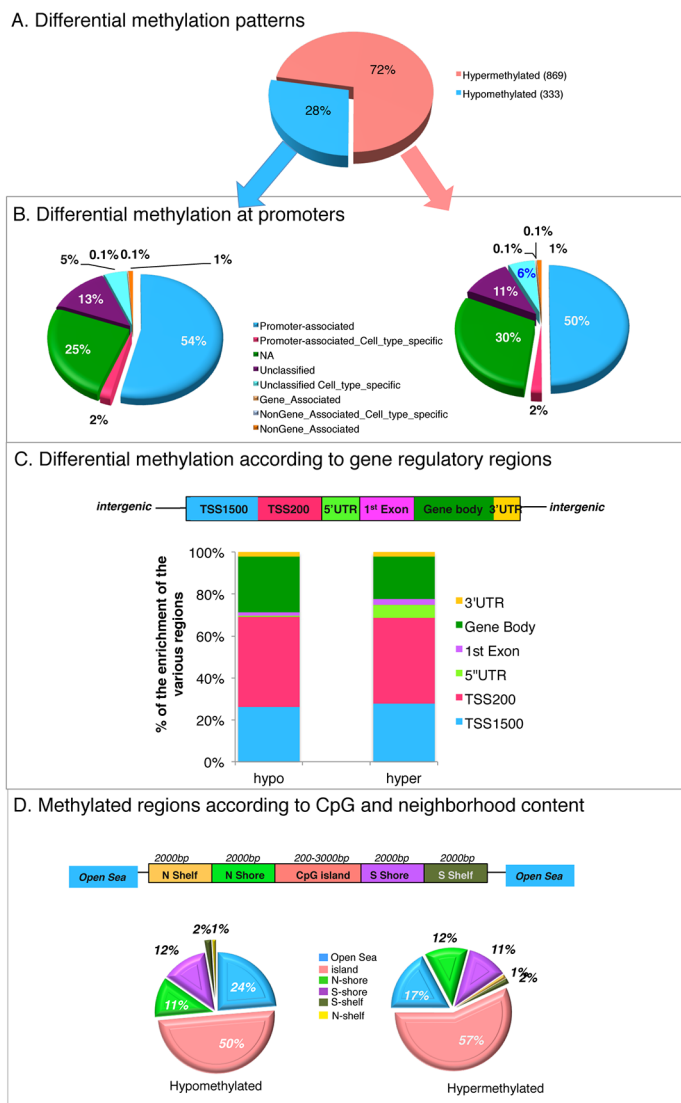 A. Differential methylation patterns
72%
28%
Hypermethylated (869)
Hypomethylated (333)
B. Differential methylation at promoters
5%
0.1%
0.1%
1%
13%
25%
54%
2%
Promoter-associated
Promoter-associated_Cell_type_specific
NA
Unclassified
Unclassified Cell_type_specific
Gene_Associated
NonGene_Associated_Cell_type_specific
NonGene_Associated
0.1%
0.1%
1%
6%
11%
30%
50%
2%
C. Differential methylation according to gene regulatory regions
intergenic
TSS1500
TSS200
5'UTR
1st Exon
Gene body
3'UTR
intergenic
% of the enrichment of the
various regions
100%
80%
60%
40%
20%
0%
hypo
hyper
3'UTR
Gene Body
1st Exon
5"UTR
TSS200
TSS1500
D. Methylated regions according to CpG and neighborhood content
2000bp
2000bp
200-3000bp
2000bp
2000bp
Open Sea
N Shelf
N Shore
CpG island
S Shore
S Shelf
Open Sea
2%
1%
12%
24%
11%
50%
Hypomethylated
Open Sea
island
N-shore
S-shore
S-shelf
N-shelf
12%
11%
1%
2%
17%
57%
Hypermethylated